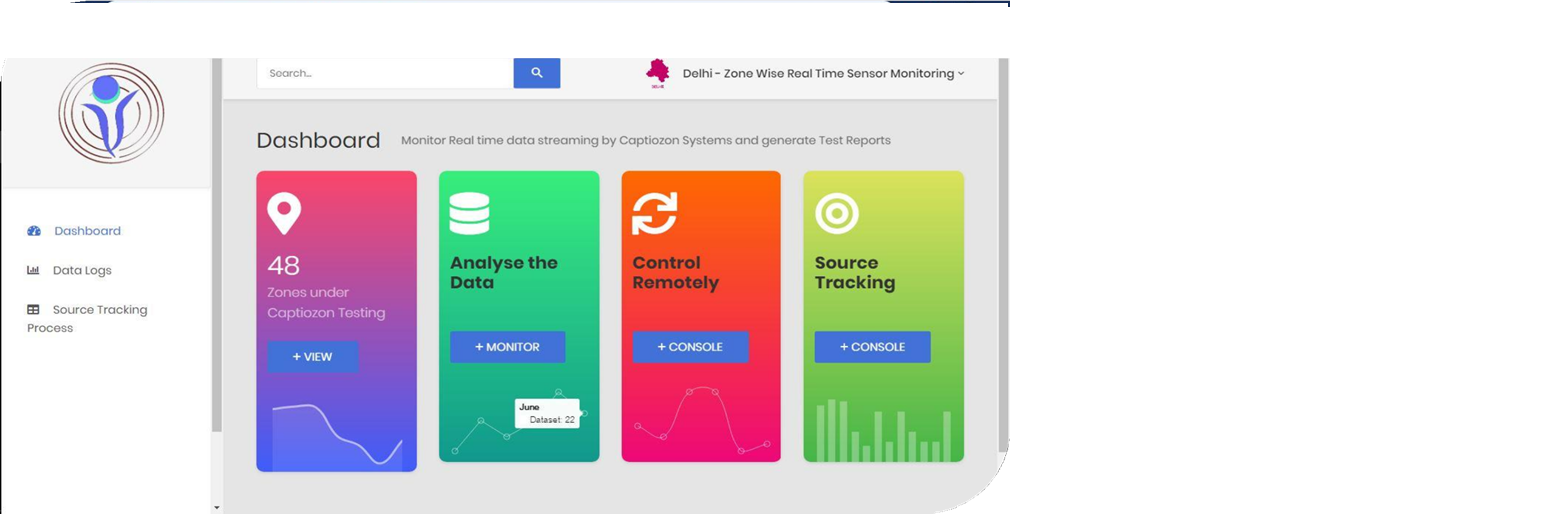 Search...
Delhi - Zone Wise Real Time Sensor Monitoring
Dashboard
Monitor Real time data streaming by Captiozon Systems and generate Test Reports
Dashboard
Data Logs
Source Tracking
Process
48
Zones under
Captiozon Testing
+ VIEW
Analyse the
Data
+ MONITOR
June
Dataset: 22
Control
Remotely
+ CONSOLE
Source
Tracking
+ CONSOLE